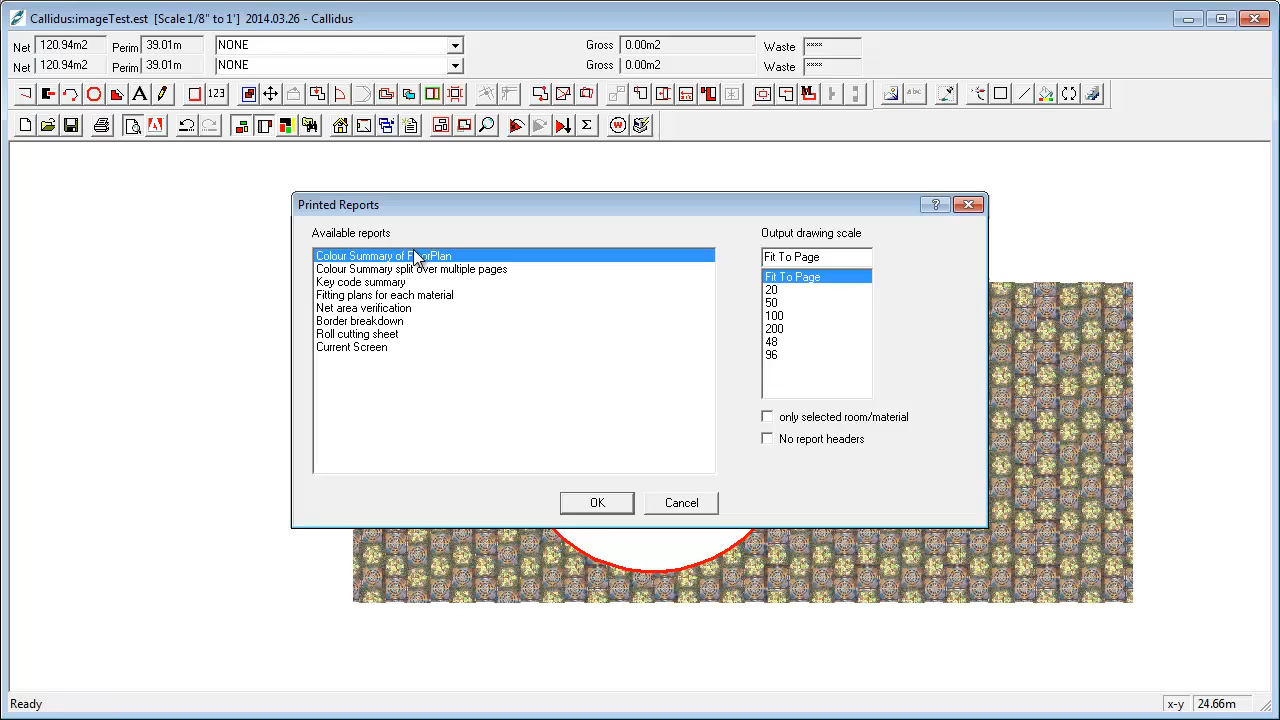 Callidus:imageTest.est [Scale 1/8" to 1'] 2014.03.26 - Callidus
Net 120.94m2 Perim 39.01m NONE Gross 0.00m2 Waste ****
Net 120.94m2 Perim 39.01m NONE Gross 0.00m2 Waste ****
A 123 abc
Σ W
Printed Reports ?
Available reports
Colour Summary of FloorPlan
Colour Summary split over multiple pages
Key code summary
Fitting plans for each material
Net area verification
Border breakdown
Roll cutting sheet
Current Screen
Output drawing scale
Fit To Page
Fit To Page
20
50
100
200
48
96
only selected room/material
No report headers
OK Cancel
Ready x-y 24.66m